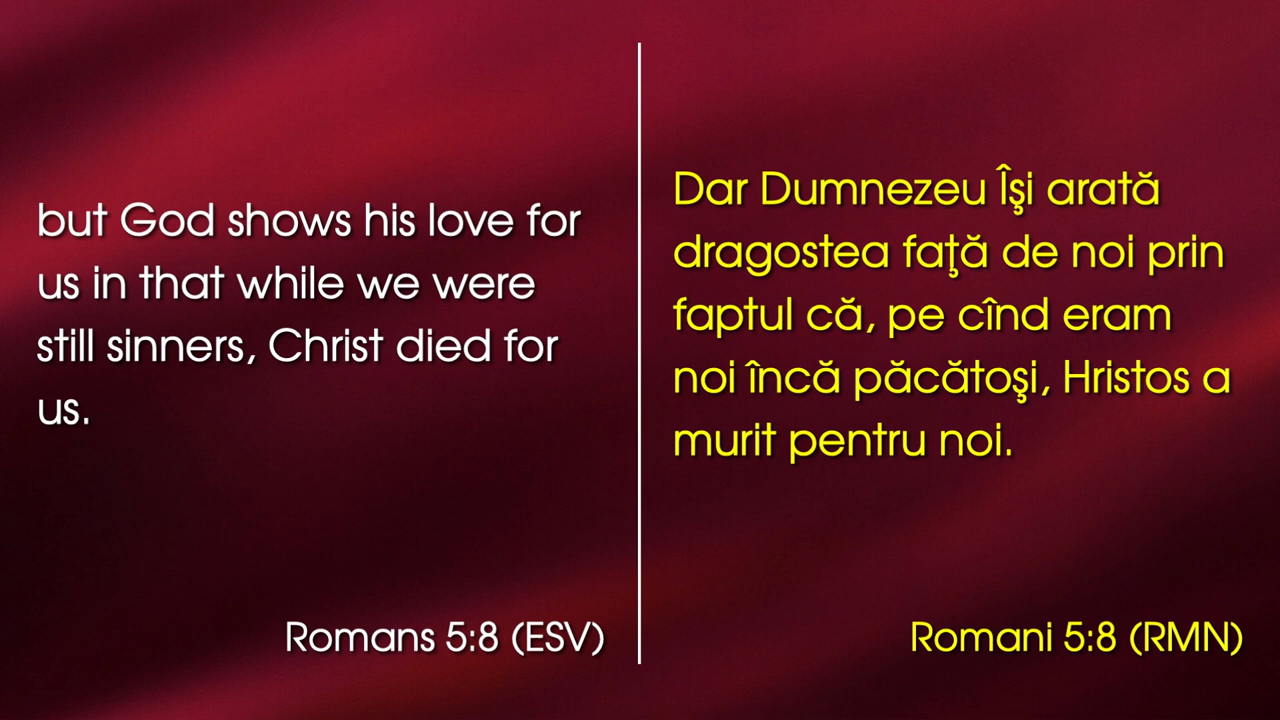 but God shows his love for
us in that while we were
still sinners, Christ died for
us.
Romans 5:8 (ESV)
Dar Dumnezeu Îşi arată
dragostea faţă de noi prin
faptul că, pe cînd eram
noi încă păcătoşi, Hristos a
murit pentru noi.
Romani 5:8 (RMN)